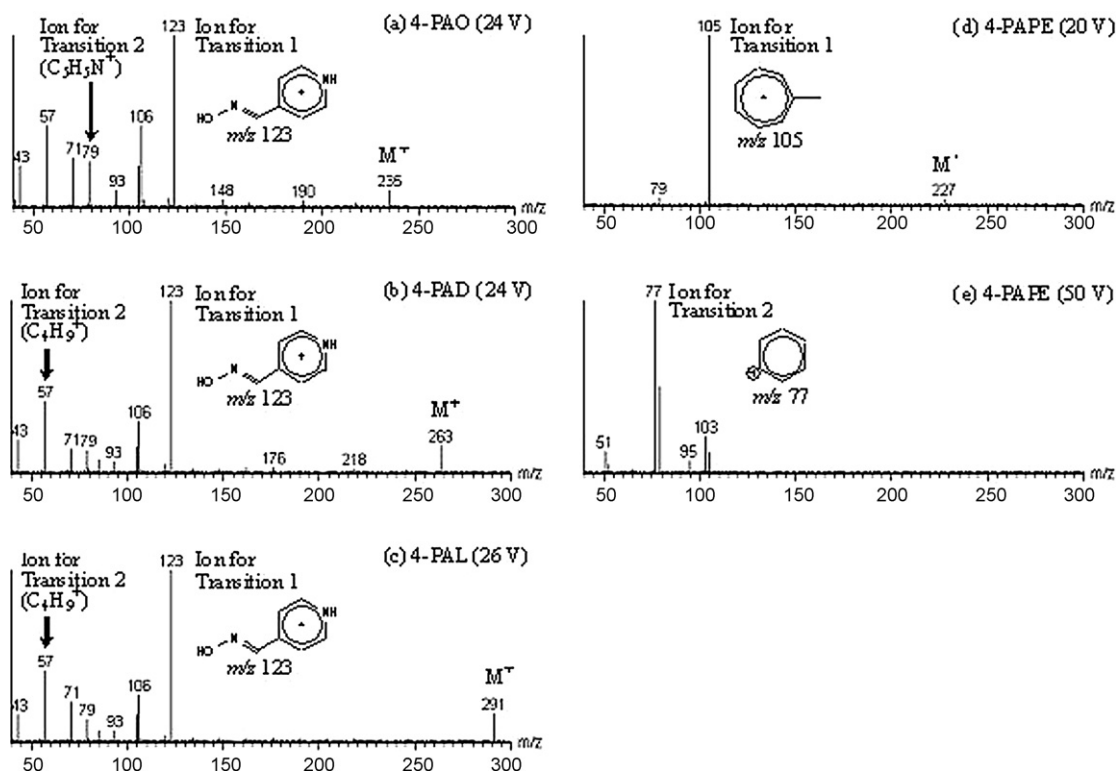 (a) 4-PAO (24 V)
Ion for
Transition 2
(C5H5N+)
123
Ion for
Transition 1
HO
N
NH
+
m/z 123
43
57
71
79
93
106
148
190
M+
235
50
100
150
200
250
300
m/z
(b) 4-PAD (24 V)
Ion for
Transition 2
(C4H9+)
123
Ion for
Transition 1
HO
N
NH
+
m/z 123
43
57
71
79
93
106
176
218
M+
263
50
100
150
200
250
300
m/z
(c) 4-PAL (26 V)
Ion for
Transition 2
(C4H9+)
123
Ion for
Transition 1
HO
N
NH
+
m/z 123
43
57
71
79
93
106
M+
291
50
100
150
200
250
300
m/z
(d) 4-PAPE (20 V)
105
Ion for
Transition 1
+
m/z 105
79
M+
227
50
100
150
200
250
300
m/z
(e) 4-PAPE (50 V)
77
Ion for
Transition 2
+
m/z 77
51
95
103
50
100
150
200
250
300
m/z